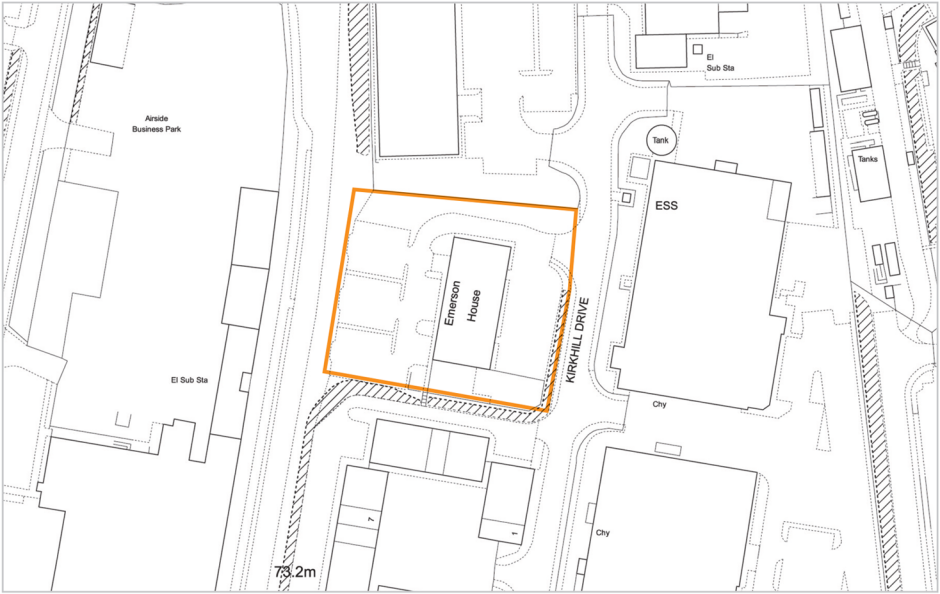 El
Sub Sta
Airside
Business Park
Tank
Tanks
ESS
Emerson
House
KIRKHILL DRIVE
El Sub Sta
Chy
7
1
Chy
73.2m